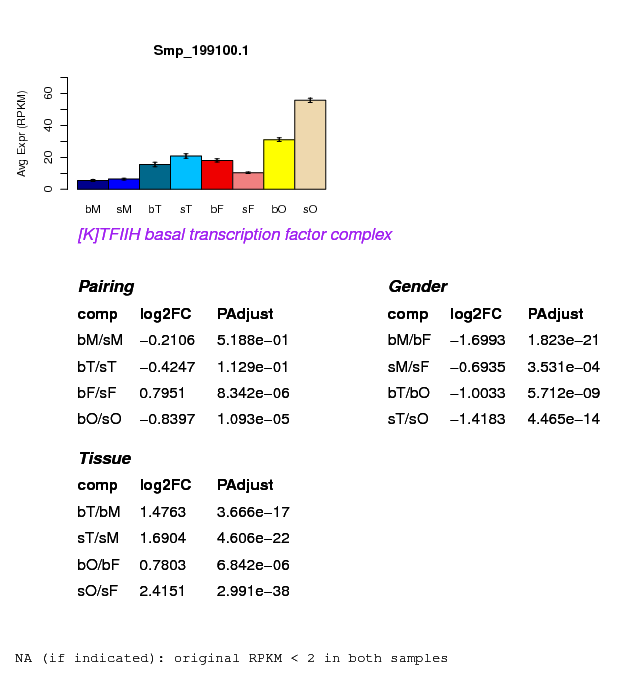 Smp_199100.1
Avg Expr (RPKM)
0 20 40 60
bM sM bT sT bF sF bO sO
[K]TFIIH basal transcription factor complex
Pairing
comp log2FC PAdjust
bM/sM −0.2106 5.188e−01
bT/sT −0.4247 1.129e−01
bF/sF 0.7951 8.342e−06
bO/sO −0.8397 1.093e−05
Gender
comp log2FC PAdjust
bM/bF −1.6993 1.823e−21
sM/sF −0.6935 3.531e−04
bT/bO −1.0033 5.712e−09
sT/sO −1.4183 4.465e−14
Tissue
comp log2FC PAdjust
bT/bM 1.4763 3.666e−17
sT/sM 1.6904 4.606e−22
bO/bF 0.7803 6.842e−06
sO/sF 2.4151 2.991e−38
NA (if indicated): original RPKM < 2 in both samples